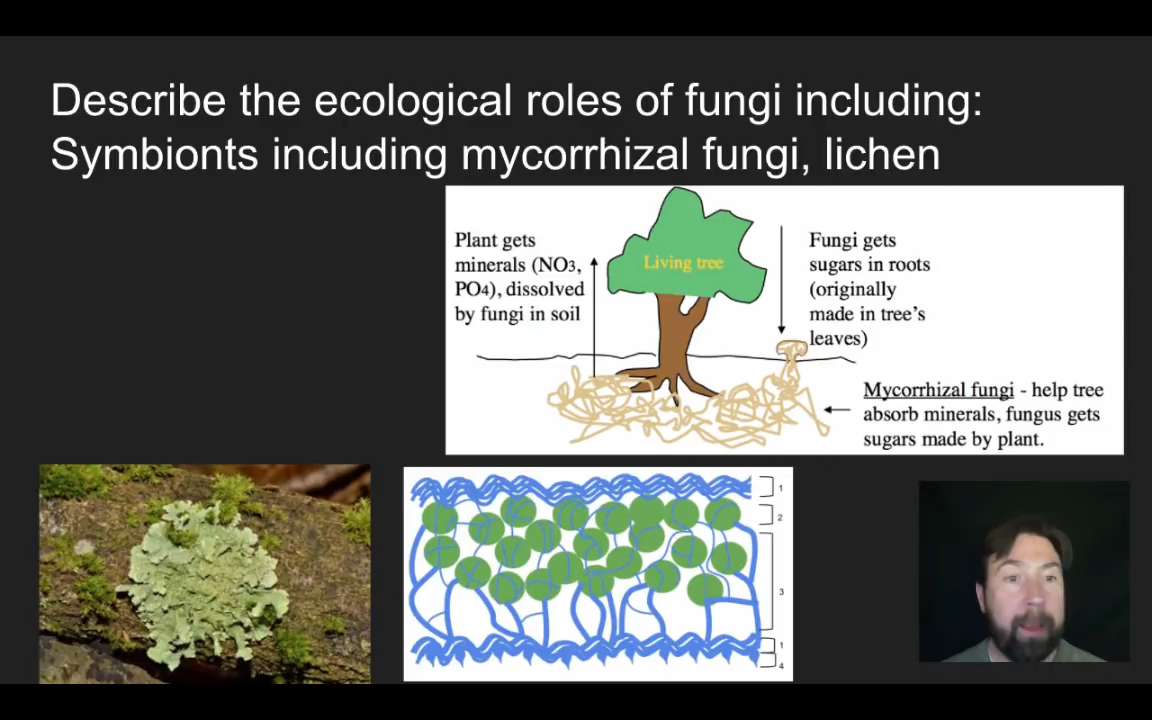 Describe the ecological roles of fungi including:
Symbionts including mycorrhizal fungi, lichen
Plant gets
minerals (NO3,
PO4), dissolved
by fungi in soil
Living tree
Fungi gets
sugars in roots
(originally
made in tree's
leaves)
Mycorrhizal fungi - help tree
absorb minerals, fungus gets
sugars made by plant.
1
2
3
1
4